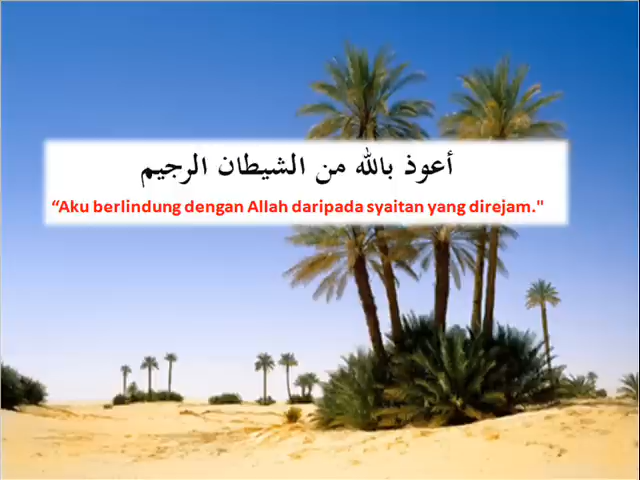 أعوذ بالله من الشيطان الرجيم
“Aku berlindung dengan Allah daripada syaitan yang direjam."